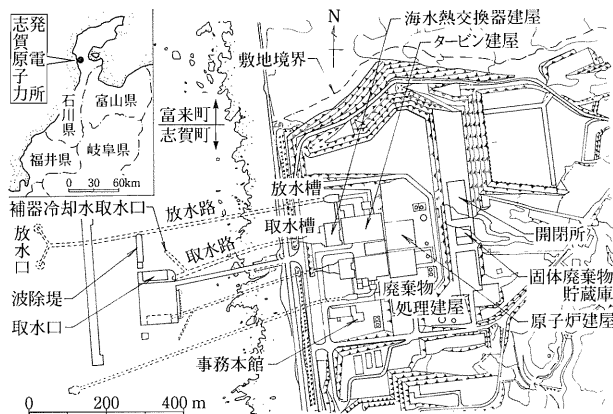 志賀原子力発電所
石川県
富山県
福井県
岐阜県
0 30 60km
N
海水熱交換器建屋
タービン建屋
敷地境界
富来町
志賀町
補器冷却水取水口
放水路
放水槽
放水口
取水路
取水槽
開閉所
波除堤
取水口
廃棄物処理建屋
固体廃棄物貯蔵庫
原子炉建屋
事務本館
0 200 400 m